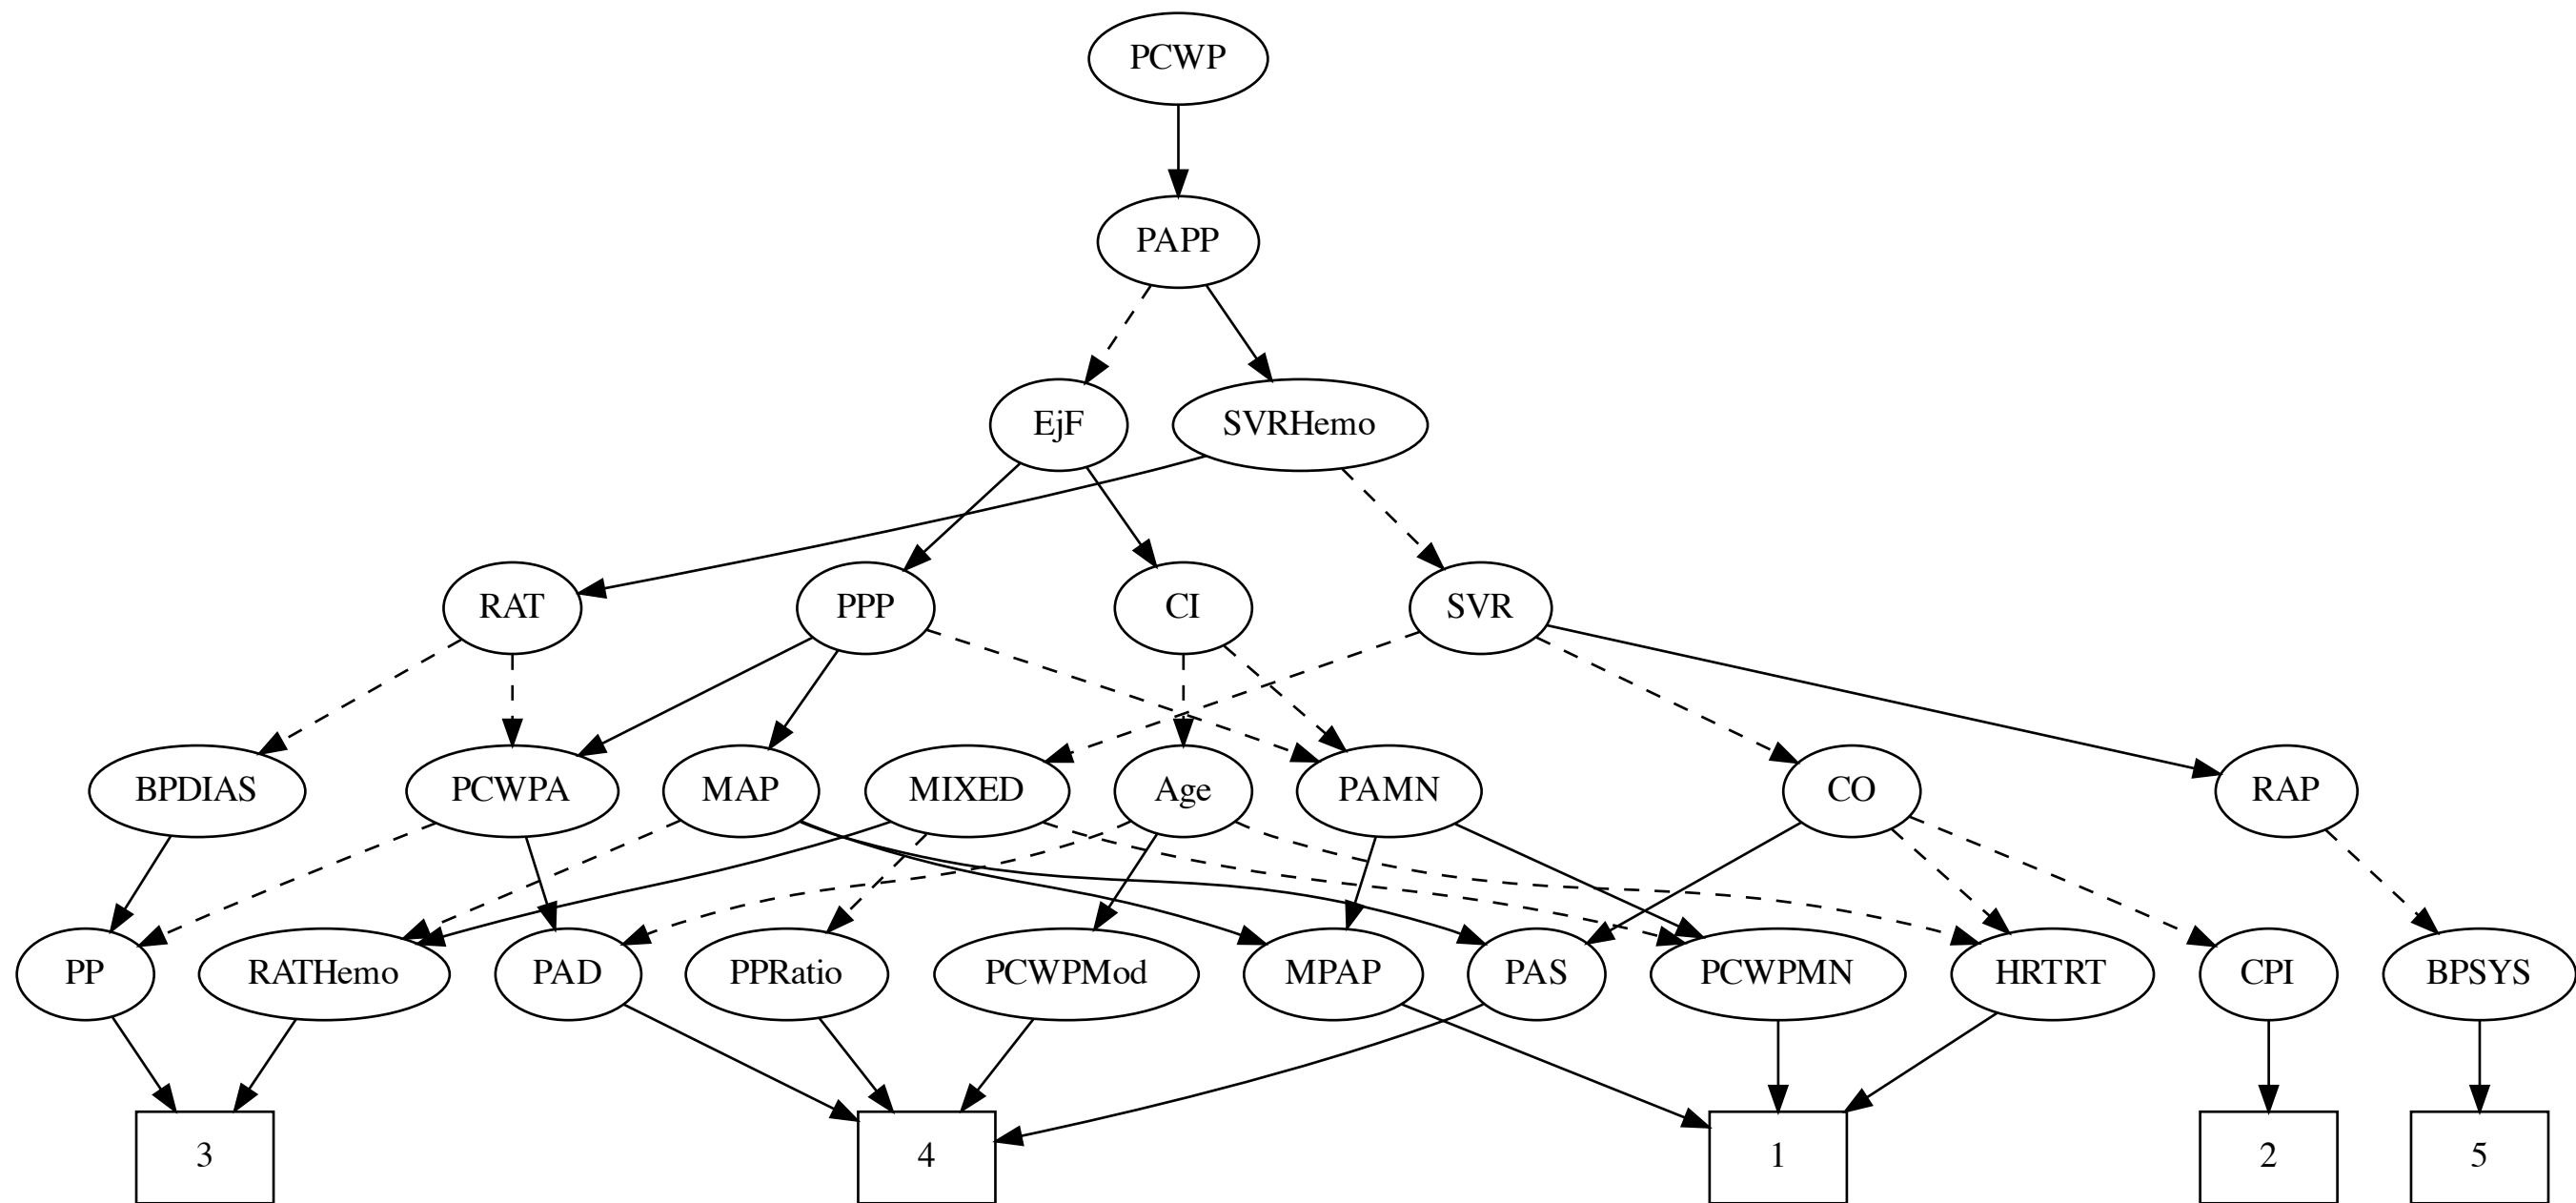 PCWP
PAPP
EjF
SVRHemo
RAT
PPP
CI
SVR
BPDIAS
PCWPA
MAP
MIXED
Age
PAMN
CO
RAP
PP
RATHemo
PAD
PPRatio
PCWPMod
MPAP
PAS
PCWPMN
HRTRT
CPI
BPSYS
3
4
1
2
5